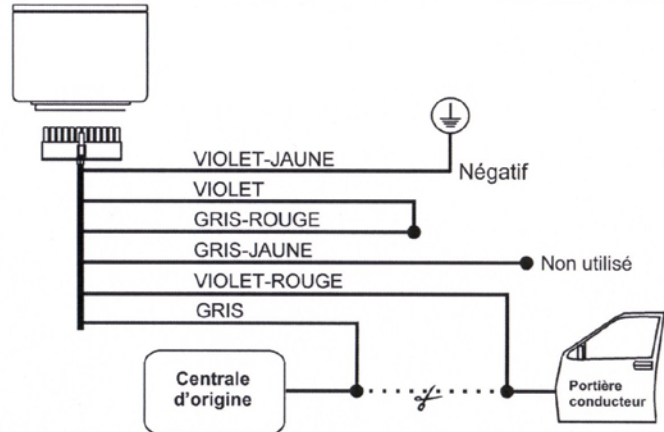 VIOLET-JAUNE
Négatif
VIOLET
GRIS-ROUGE
GRIS-JAUNE
Non utilisé
VIOLET-ROUGE
GRIS
Centrale
d'origine
Portière
conducteur